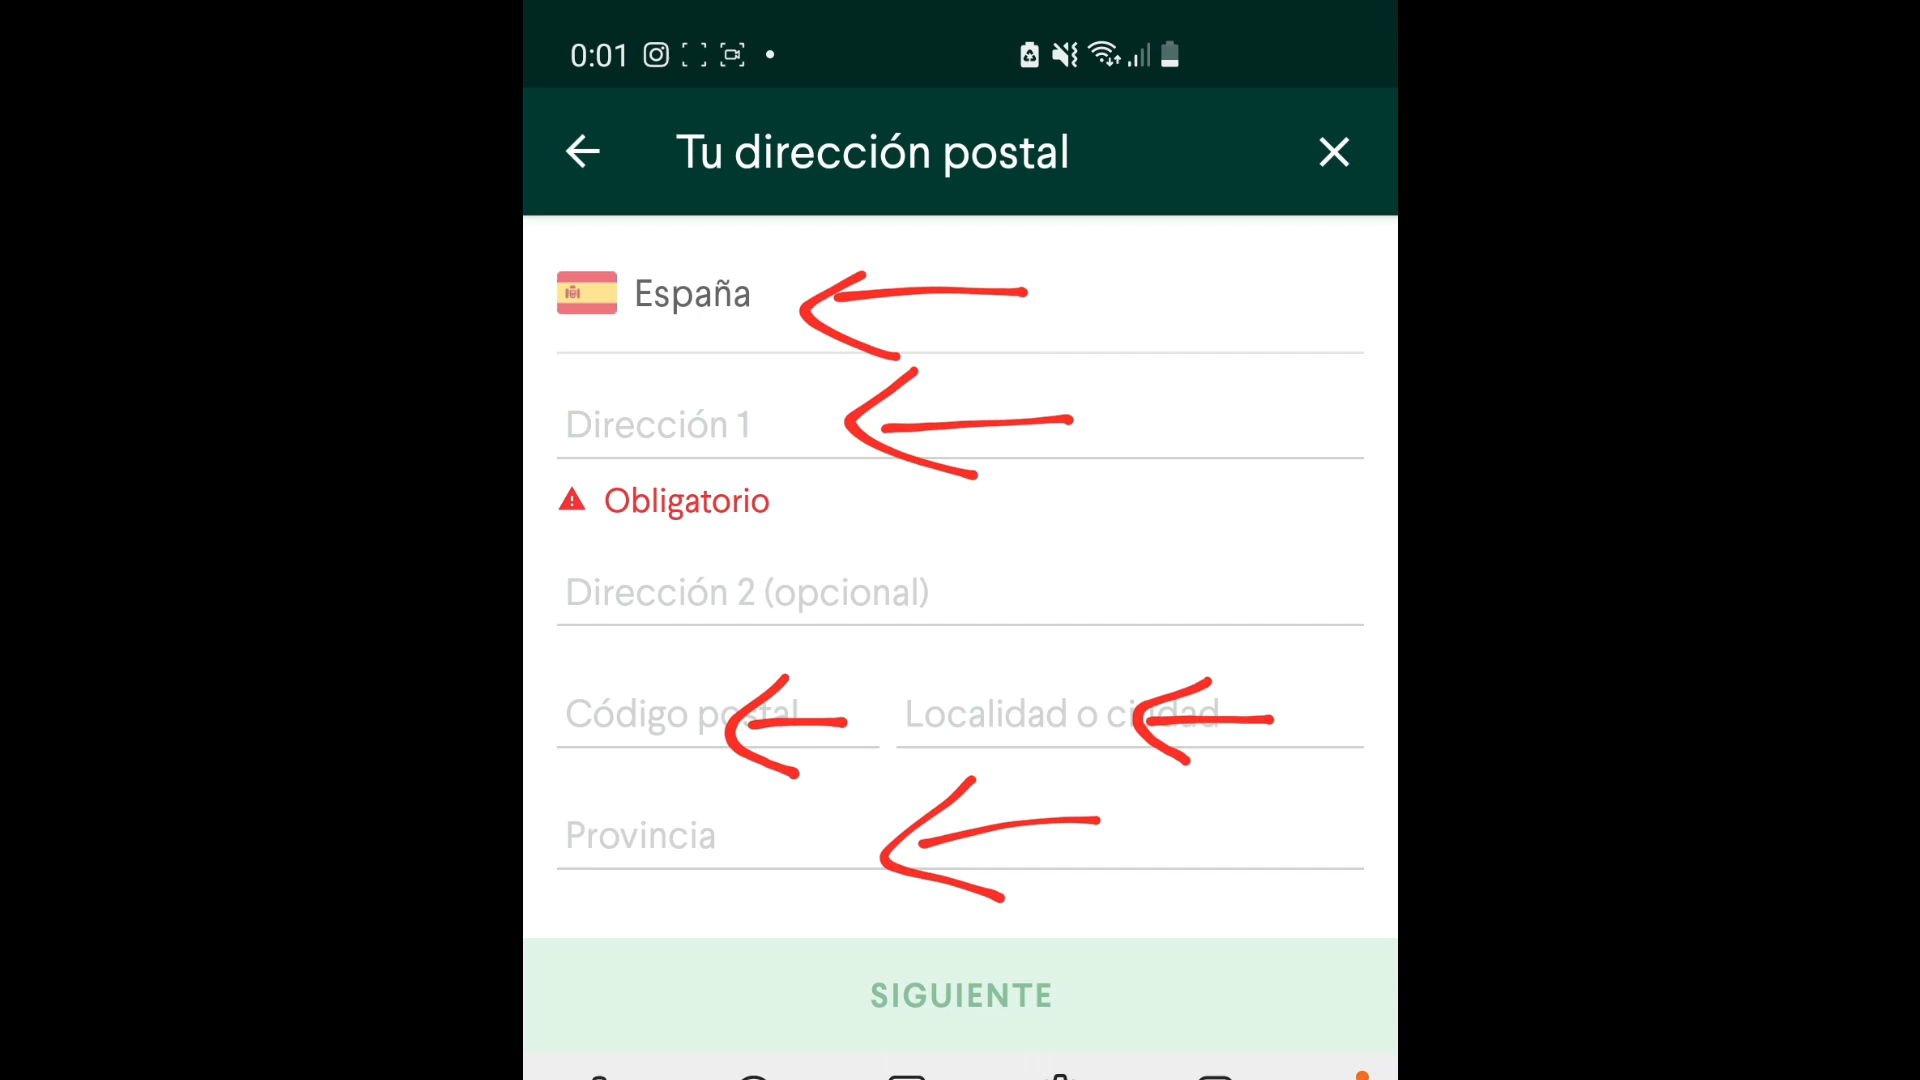 0:01
Tu dirección postal
España
Dirección 1
Obligatorio
Dirección 2 (opcional)
Código postal Localidad o ciudad
Provincia
SIGUIENTE